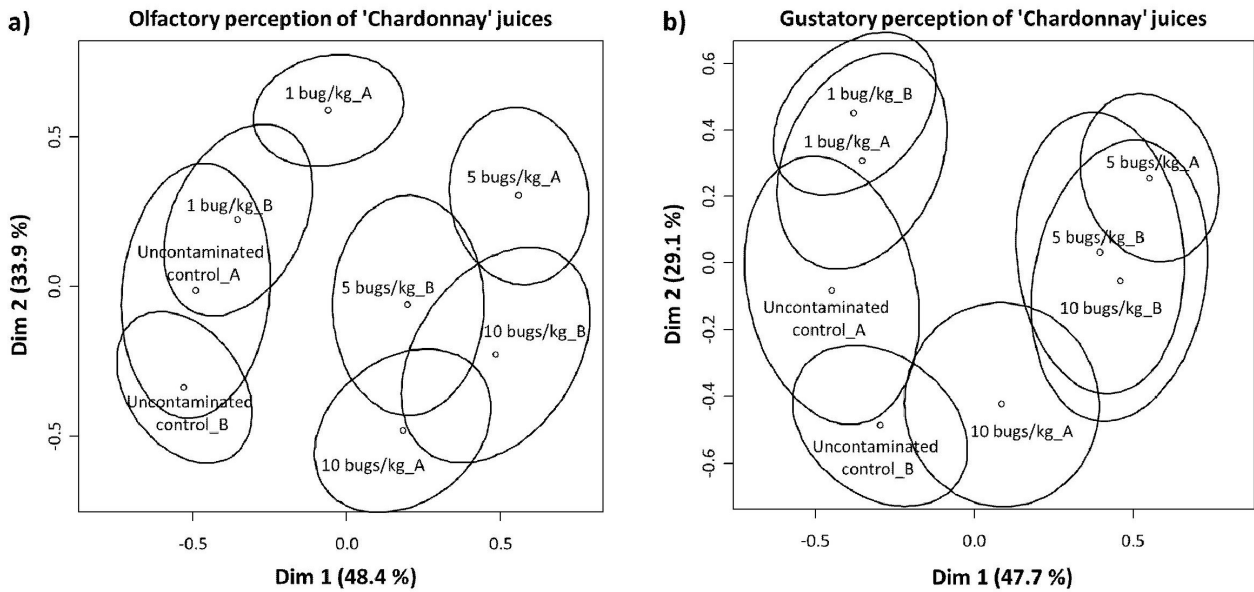 a)
Olfactory perception of 'Chardonnay' juices
Dim 2 (33.9 %)
0.5
0.0
-0.5
1 bug/kg_A
5 bugs/kg_A
1 bug/kg_B
Uncontaminated
control_A
5 bugs/kg_B
10 bugs/kg_B
Uncontaminated
control_B
10 bugs/kg_A
-0.5
0.0
0.5
Dim 1 (48.4 %)
b)
Gustatory perception of 'Chardonnay' juices
Dim 2 (29.1 %)
0.6
0.4
0.2
0.0
-0.2
-0.4
-0.6
1 bug/kg_B
1 bug/kg_A
5 bugs/kg_A
5 bugs/kg_B
10 bugs/kg_B
Uncontaminated
control_A
10 bugs/kg_A
Uncontaminated
control_B
-0.5
0.0
0.5
Dim 1 (47.7 %)